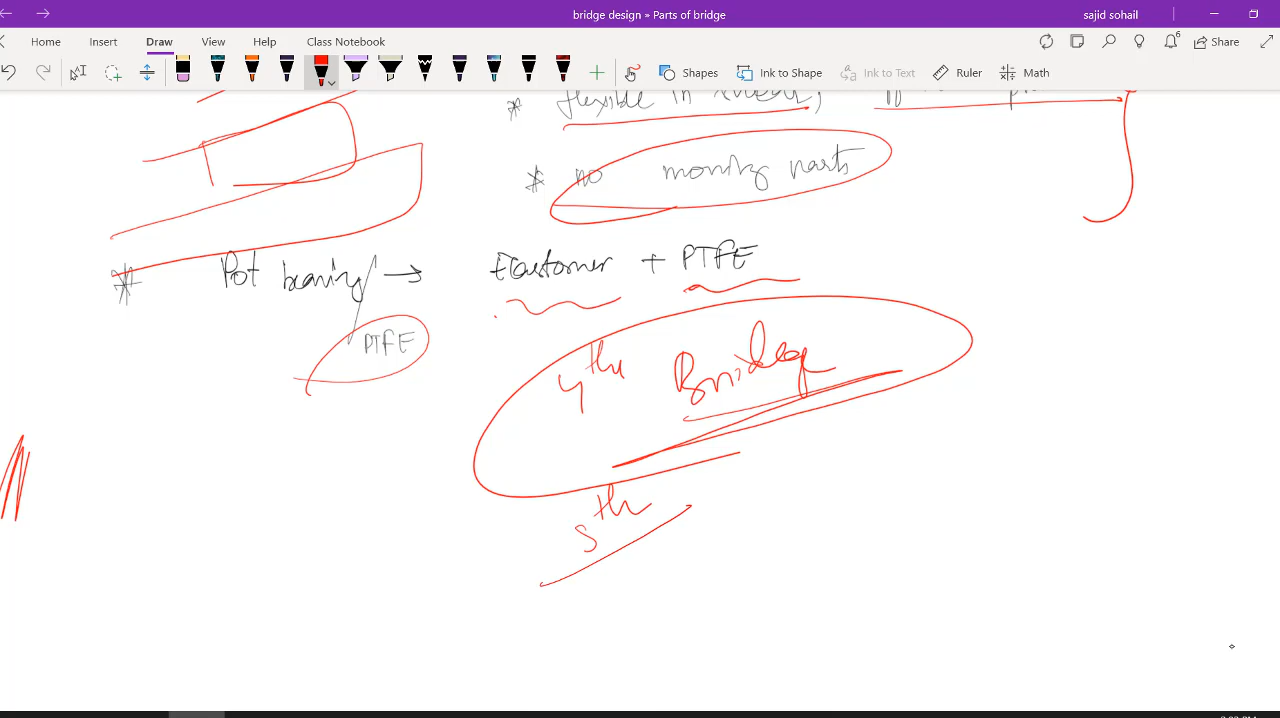 bridge design » Parts of bridge
sajid sohail
Home Insert Draw View Help Class Notebook
6
Share
Shapes Ink to Shape Ink to Text Ruler Math
* flexible in
* no moving parts
* Pot bearing → Elastomer + PTFE
PTFE
4th Bridge
5th